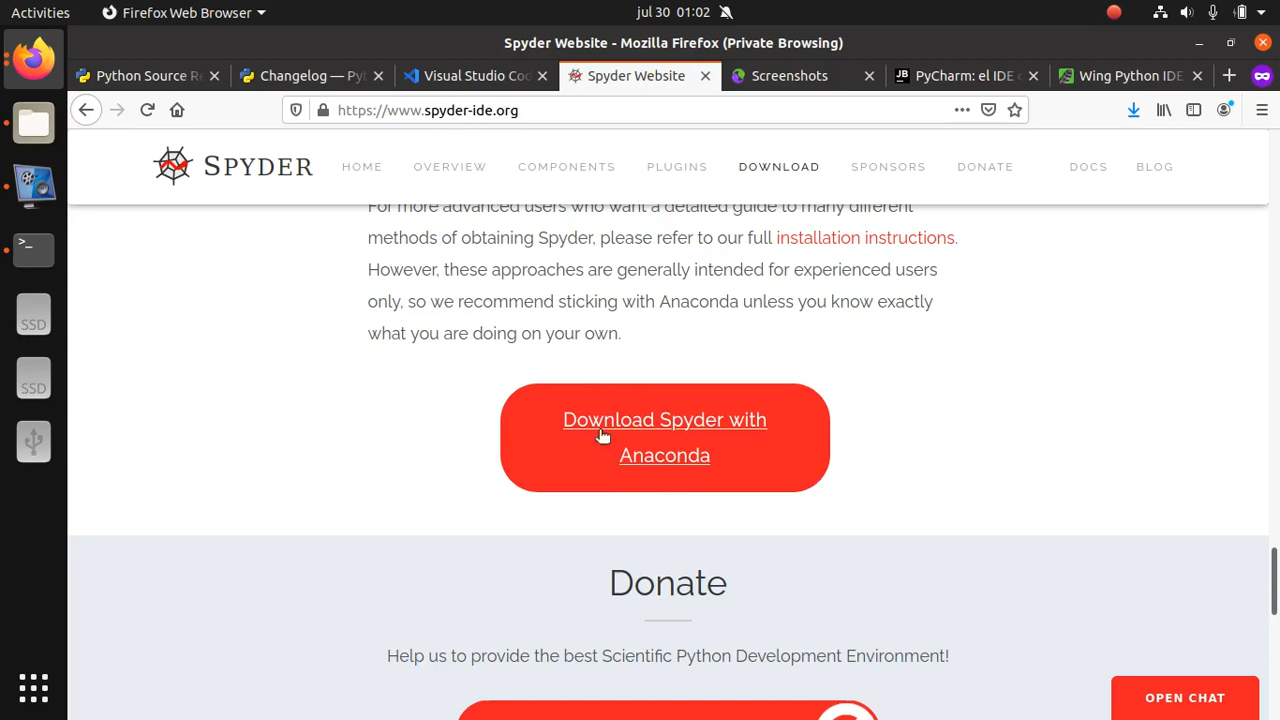 Activities
Firefox Web Browser
jul 30 01:02
Spyder Website - Mozilla Firefox (Private Browsing)
Python Source R
Changelog — Py
Visual Studio Co
Spyder Website
Screenshots
PyCharm: el IDE
Wing Python IDE
https://www.spyder-ide.org
SPYDER
HOME
OVERVIEW
COMPONENTS
PLUGINS
DOWNLOAD
SPONSORS
DONATE
DOCS
BLOG
For more advanced users who want a detailed guide to many different
methods of obtaining Spyder, please refer to our full installation instructions.
However, these approaches are generally intended for experienced users
only, so we recommend sticking with Anaconda unless you know exactly
what you are doing on your own.
Download Spyder with
Anaconda
Donate
Help us to provide the best Scientific Python Development Environment!
OPEN CHAT
SSD
SSD